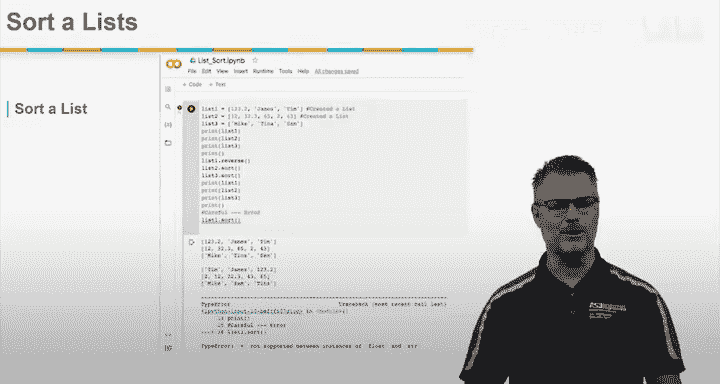 Sort a Lists
Sort a List
List_Sort.ipynb
File Edit View Insert Runtime Tools Help All changes saved
+ Code + Text
list1 = [123.2, 'James', 'Tim'] #Created a List
list2 = [12, 32.3, 65, 2, 43] #Created a List
list3 = ['Mike', 'Tina', 'Sam']
print(list1)
print(list2)
print(list3)
print()
list1.reverse()
list2.sort()
list3.sort()
print(list1)
print(list2)
print(list3)
print()
#Careful --- Error
list1.sort()
[123.2, 'James', 'Tim']
[12, 32.3, 65, 2, 43]
['Mike', 'Tina', 'Sam']
['Tim', 'James', 123.2]
[2, 12, 32.3, 43, 65]
['Mike', 'Sam', 'Tina']
TypeError Traceback (most recent call last)
in
print()
#Careful --- Error
list1.sort()
TypeError: not supported between instances of 'float' and 'str'